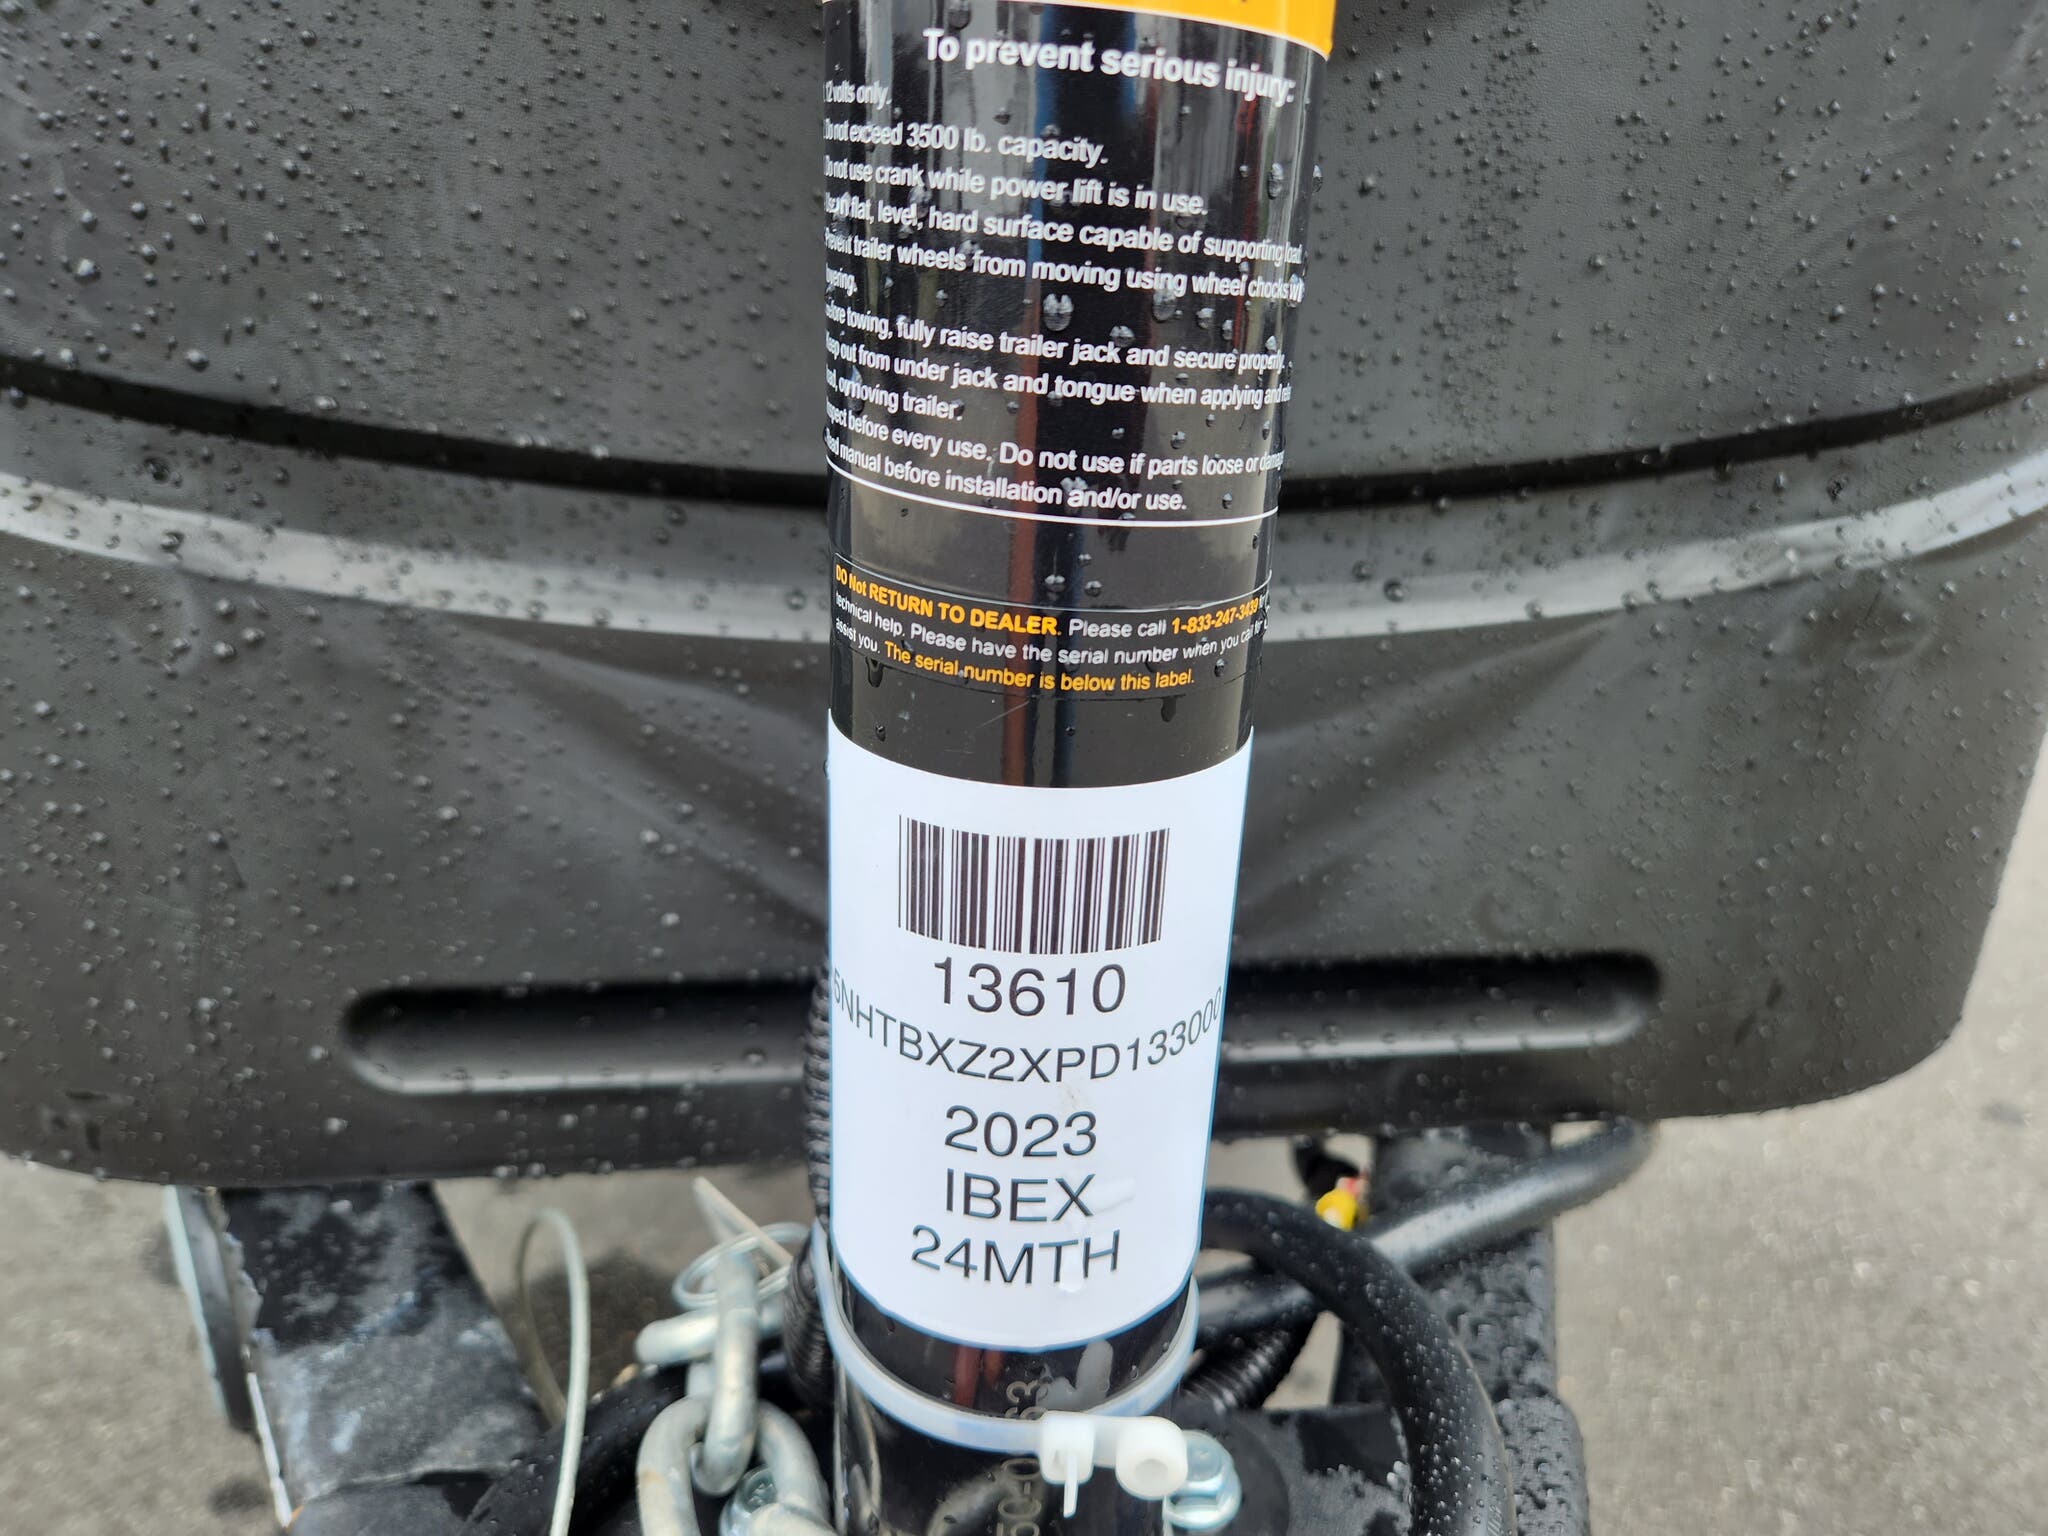 To prevent serious injury:
12 volts only.
Do not exceed 3500 lb. capacity.
Do not use crank while power lift is in use.
flat, level, hard surface capable of supporting load
Prevent trailer wheels from moving using wheel chocks
before towing, fully raise trailer jack and secure properly.
Keep out from under jack and tongue when applying and
or moving trailer.
before every use. Do not use if parts loose or
manual before installation and/or use.
DO Not RETURN TO DEALER. Please call 1-833-247-3439
technical help. Please have the serial number when you call
assist you. The serial number is below this label.
13610
5NHTBXZ2XPD133000
2023
IBEX
24MTH